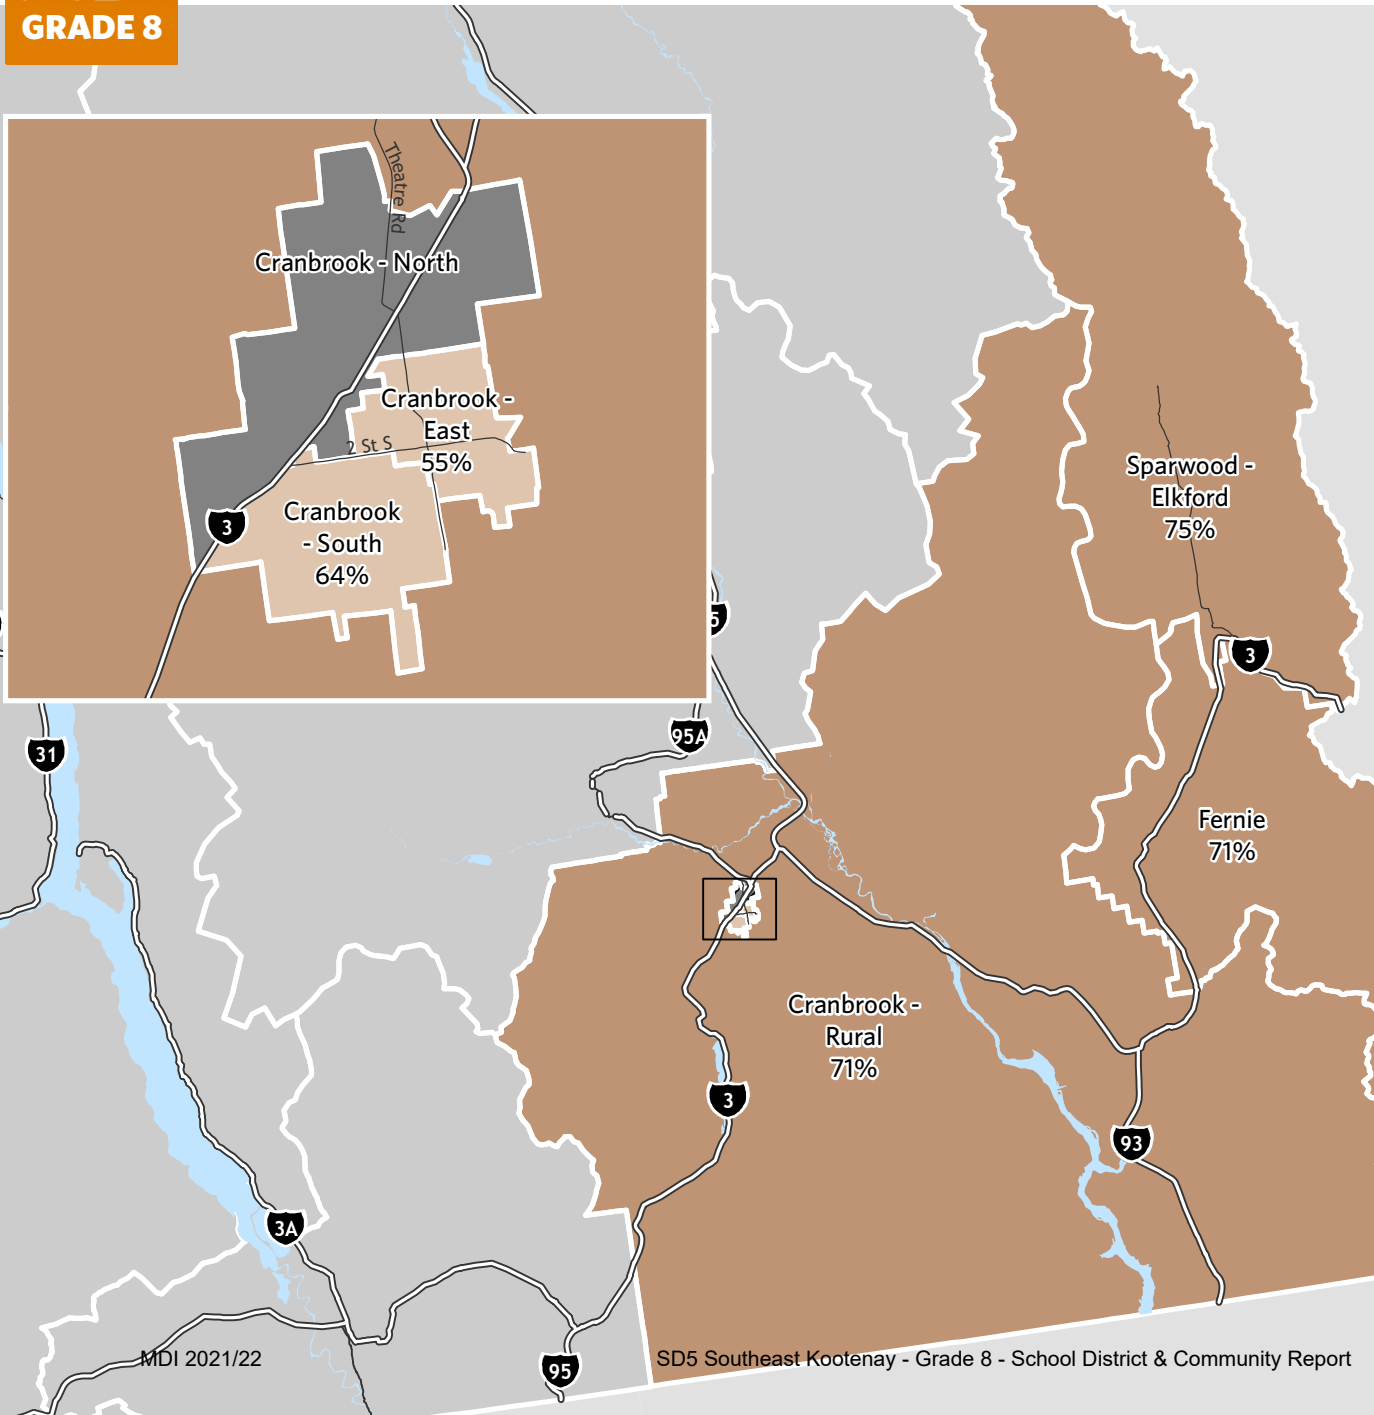 GRADE 8
Theatre Rd
Cranbrook - North
Cranbrook -
East
55%
2 St S
Cranbrook
- South
64%
3
Sparwood -
Elkford
75%
3
95A
31
Fernie
71%
Cranbrook -
Rural
71%
3
93
3A
95
MDI 2021/22
SD5 Southeast Kootenay - Grade 8 - School District & Community Report